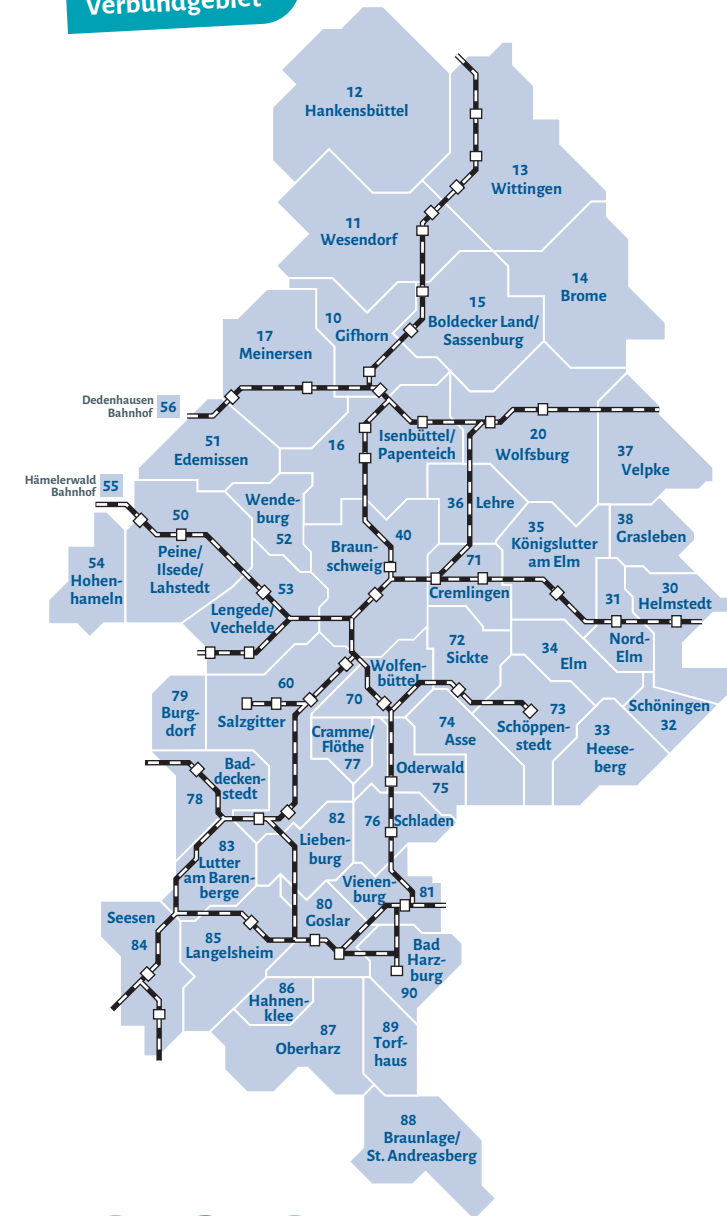 Verbundgebiet
12
Hankensbüttel
13
Wittingen
11
Wesendorf
14
Brome
15
Boldecker Land/
Sassenburg
10
Gifhorn
17
Meinersen
Dedenhausen
Bahnhof
56
51
Edemissen
16
Isenbüttel/
Papenteich
20
Wolfsburg
37
Velpke
Hämelerwald
Bahnhof
55
50
Peine/
Ilsede/
Lahstedt
Wende-
burg
52
36
Lehre
35
Königslutter
am Elm
38
Grasleben
54
Hohen-
hameln
Braun-
schweig
40
71
Cremlingen
53
Lengede/
Vechelde
31
Nord-
Elm
30
Helmstedt
72
Sickte
34
Elm
Wolfen-
büttel
70
60
Salzgitter
79
Burg-
dorf
Schöningen
32
73
Schöppen-
stedt
33
Heese-
berg
74
Asse
Cramme/
Flöthe
77
Oderwald
75
Bad-
decken-
stedt
78
82
Lieben-
burg
76
Schladen
83
Lutter
am Baren-
berge
Vienen-
burg
81
80
Goslar
Seesen
84
85
Langelsheim
Bad
Harz-
burg
90
86
Hahnen-
klee
87
Oberharz
89
Torf-
haus
88
Braunlage/
St. Andreasberg